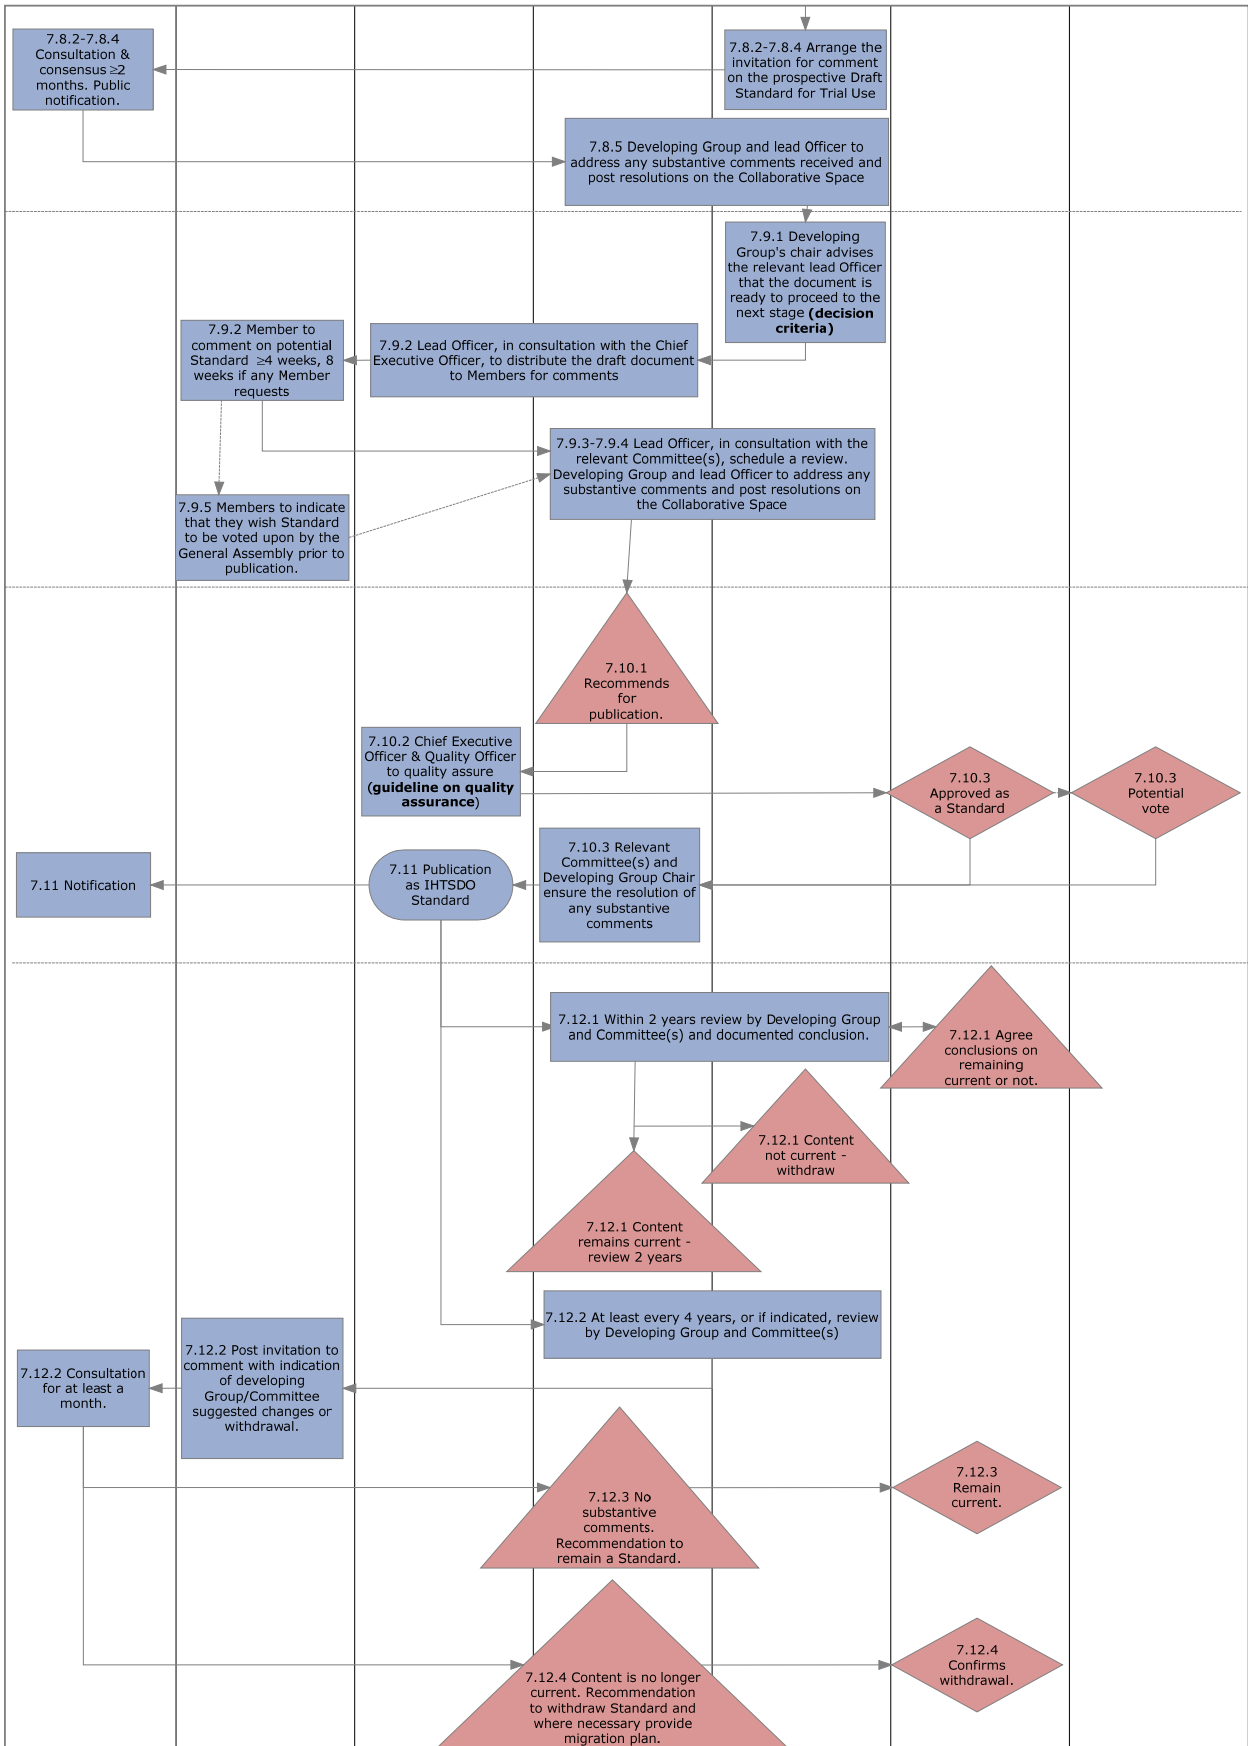 7.8.2-7.8.4
Consultation &
consensus ≥2
months. Public
notification.
7.8.2-7.8.4 Arrange the
invitation for comment
on the prospective Draft
Standard for Trial Use
7.8.5 Developing Group and lead Officer to
address any substantive comments received and
post resolutions on the Collaborative Space
7.9.1 Developing
Group's chair advises
the relevant lead Officer
that the document is
ready to proceed to the
next stage (decision
criteria)
7.9.2 Member to
comment on potential
Standard ≥4 weeks, 8
weeks if any Member
requests
7.9.2 Lead Officer, in consultation with the Chief
Executive Officer, to distribute the draft document
to Members for comments
7.9.3-7.9.4 Lead Officer, in consultation with the
relevant Committee(s), schedule a review.
Developing Group and lead Officer to address any
substantive comments and post resolutions on
the Collaborative Space
7.9.5 Members to indicate
that they wish Standard
to be voted upon by the
General Assembly prior to
publication.
7.10.1
Recommends
for
publication.
7.10.2 Chief Executive
Officer & Quality Officer
to quality assure
(guideline on quality
assurance)
7.10.3
Approved as
a Standard
7.10.3
Potential
vote
7.10.3 Relevant
Committee(s) and
Developing Group Chair
ensure the resolution of
any substantive
comments
7.11 Publication
as IHTSDO
Standard
7.11 Notification
7.12.1 Within 2 years review by Developing Group
and Committee(s) and documented conclusion.
7.12.1 Agree
conclusions on
remaining
current or not.
7.12.1 Content
not current -
withdraw
7.12.1 Content
remains current -
review 2 years
7.12.2 At least every 4 years, or if indicated, review
by Developing Group and Committee(s)
7.12.2 Post invitation to
comment with indication
of developing
Group/Committee
suggested changes or
withdrawal.
7.12.2 Consultation
for at least a
month.
7.12.3 No
substantive
comments.
Recommendation to
remain a Standard.
7.12.3
Remain
current.
7.12.4 Content is no longer
current. Recommendation
to withdraw Standard and
where necessary provide
migration plan.
7.12.4
Confirms
withdrawal.